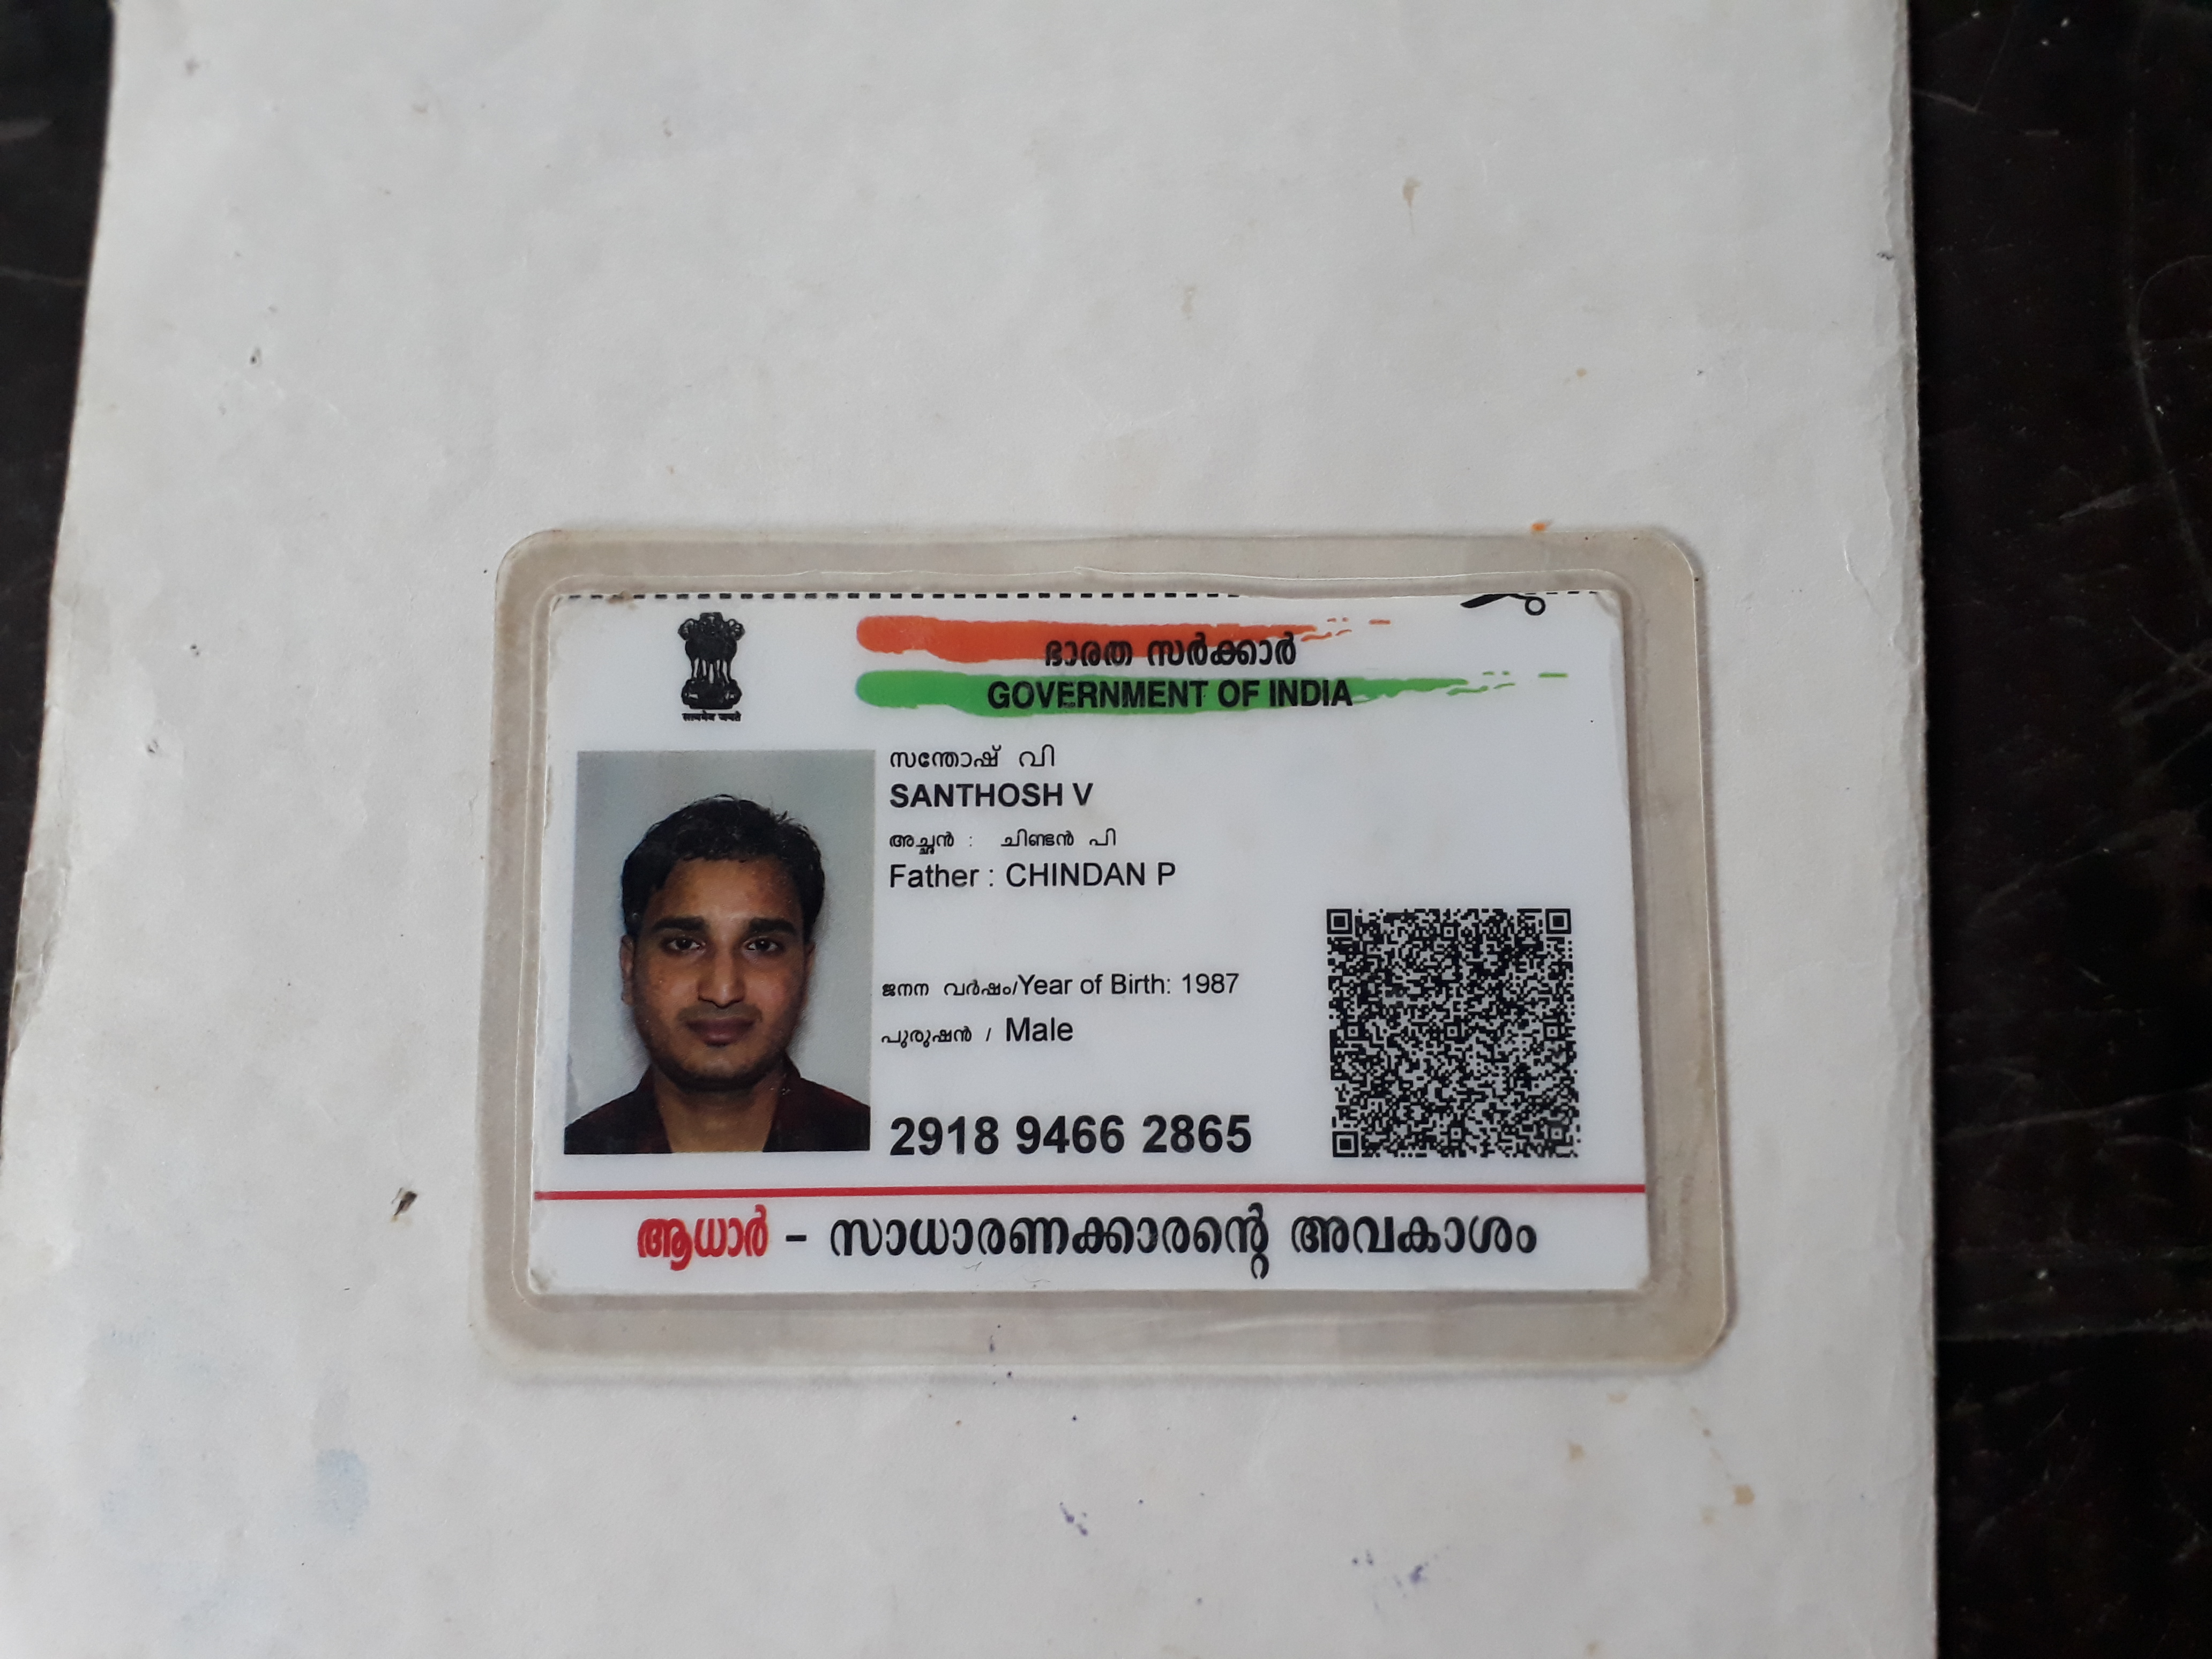 ഭാരത സർക്കാർ
GOVERNMENT OF INDIA
सत्यमेव जयते
സന്തോഷ് വി
SANTHOSH V
അച്ഛൻ : ചിണ്ടൻ പി
Father : CHINDAN P
ജനന വർഷം/Year of Birth: 1987
പുരുഷൻ / Male
2918 9466 2865
ആധാർ – സാധാരണക്കാരന്റെ അവകാശം